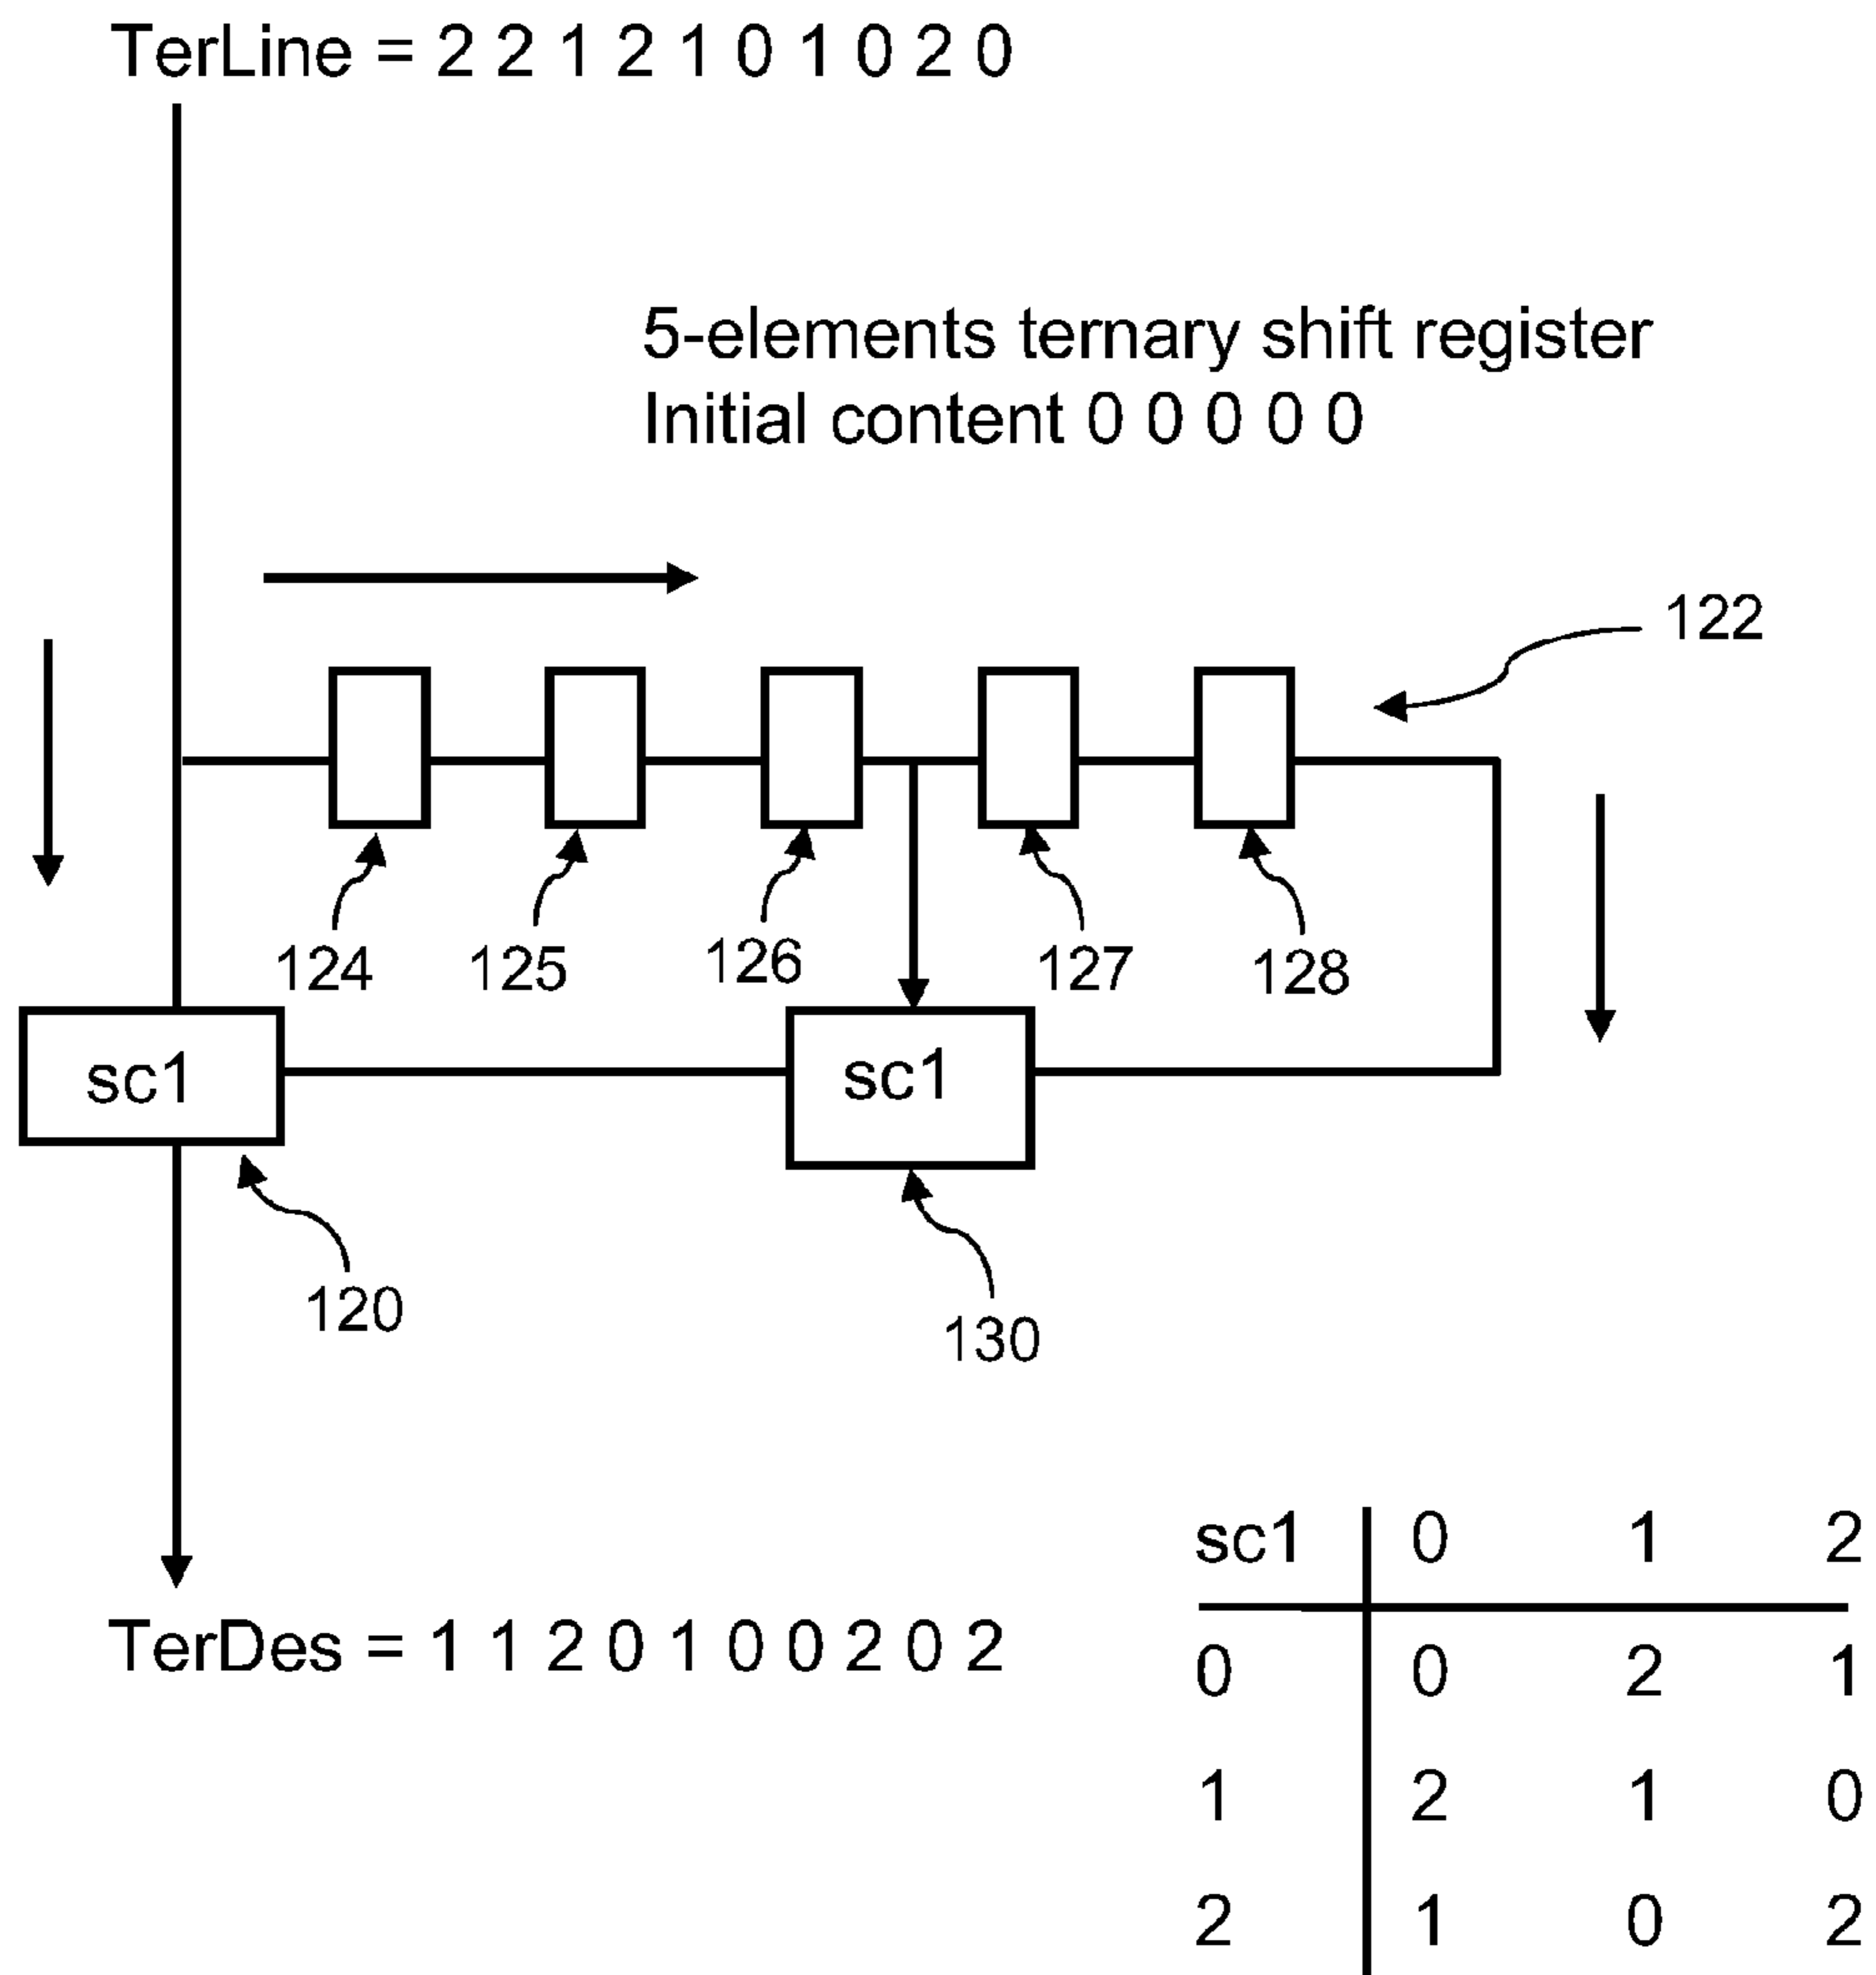 TerLine = 2 2 1 2 1 0 1 0 2 0
5-elements ternary shift register
Initial content 0 0 0 0 0
122
124 125 126 127 128
sc1 sc1
120
130
TerDes = 1 1 2 0 1 0 0 2 0 2
sc1 0 1 2
0 0 2 1
1 2 1 0
2 1 0 2